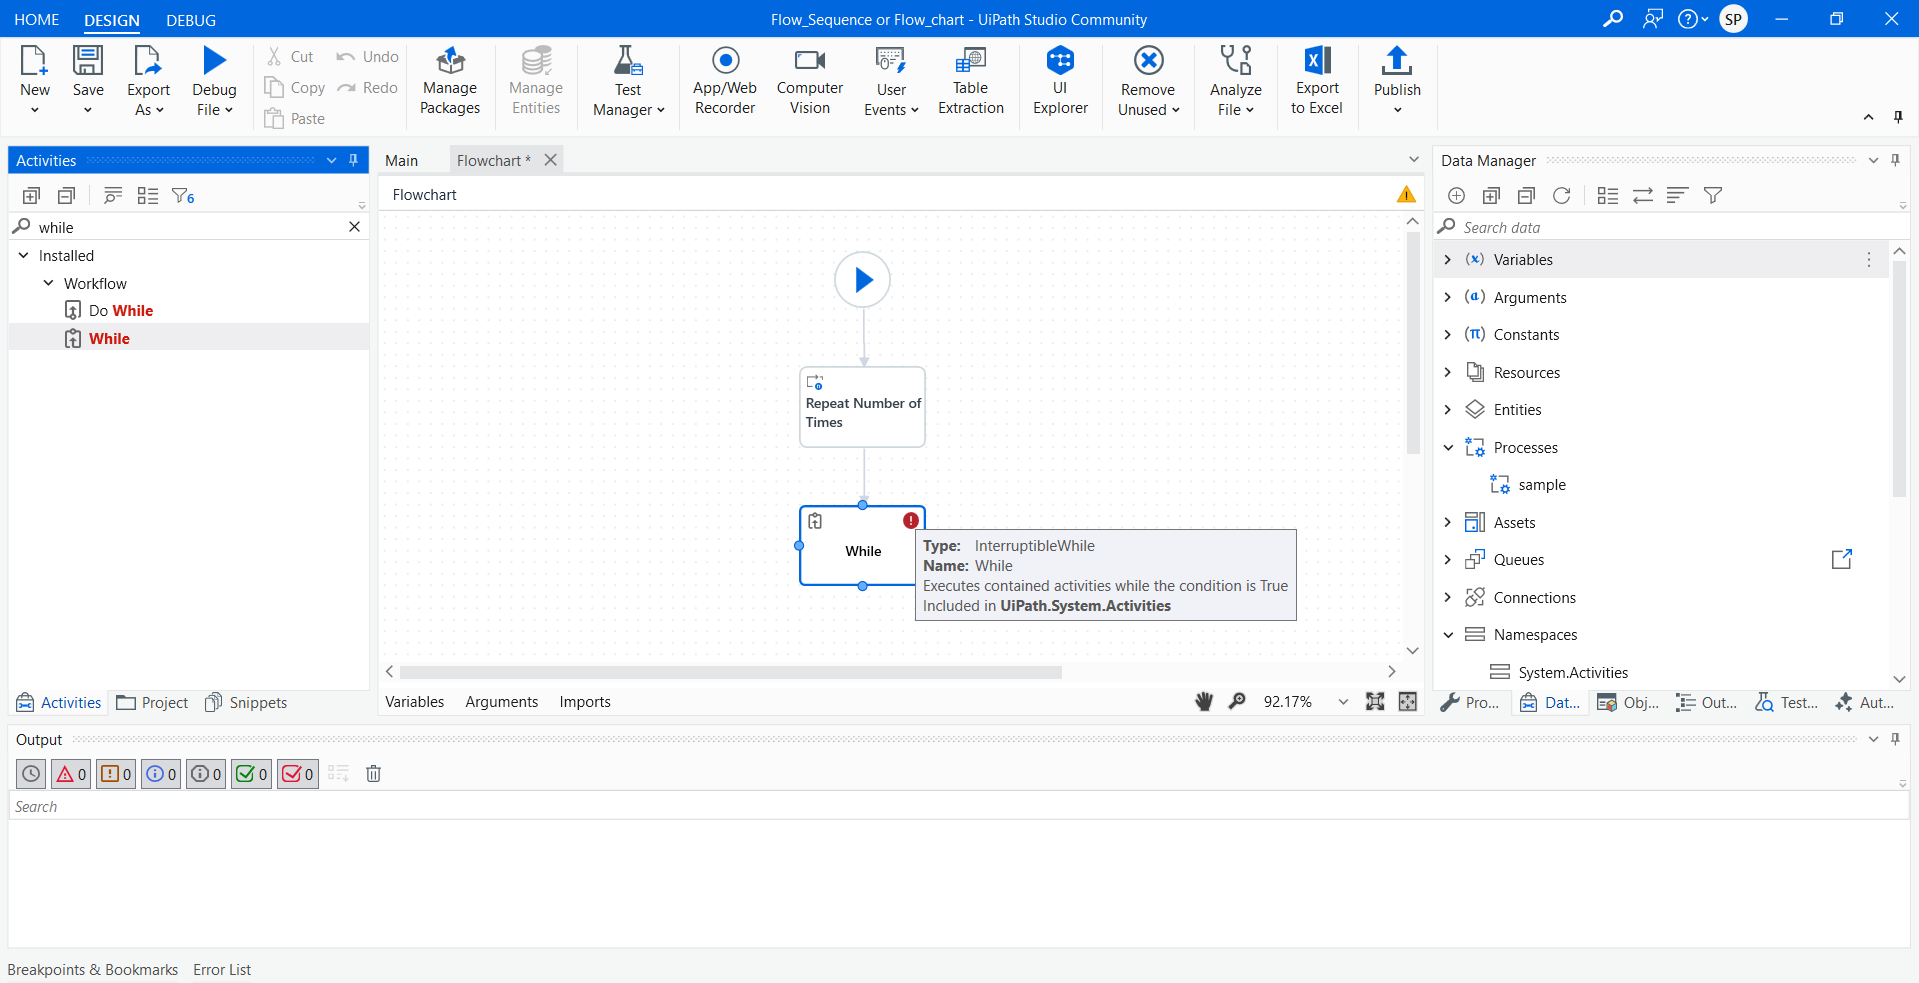 HOME DESIGN DEBUG
Flow_Sequence or Flow_chart - UiPath Studio Community
SP
New
Save
Export
As
Debug
File
Cut
Copy
Paste
Undo
Redo
Manage
Packages
Manage
Entities
Test
Manager
App/Web
Recorder
Computer
Vision
User
Events
Table
Extraction
UI
Explorer
Remove
Unused
Analyze
File
Export
to Excel
Publish
Activities
6
while
Installed
Workflow
Do While
While
Activities Project Snippets
Main Flowchart *
Flowchart
Repeat Number of
Times
While
Type: InterruptibleWhile
Name: While
Executes contained activities while the condition is True
Included in UiPath.System.Activities
Variables Arguments Imports
92.17%
Data Manager
Search data
(x) Variables
(a) Arguments
(π) Constants
Resources
Entities
Processes
sample
Assets
Queues
Connections
Namespaces
System.Activities
Pro... Dat... Obj... Out... Test... Aut...
Output
0 0 0 0 0 0
Search
Breakpoints & Bookmarks Error List